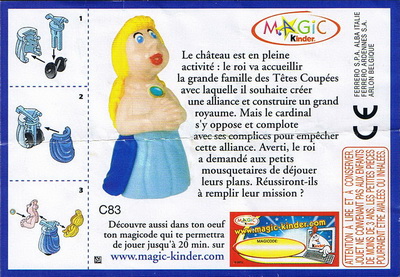 1
2
3
MAGiC
Kinder
Le château est en pleine
activité : le roi va accueillir
la grande famille des Têtes Coupées
avec laquelle il souhaite créer
une alliance et construire un grand
royaume. Mais le cardinal
s'y oppose et complote
avec ses complices pour empêcher
cette alliance. Averti, le roi
a demandé aux petits
mousquetaires de déjouer
leurs plans. Réussiront-ils
à remplir leur mission ?
C83
Découvre aussi dans ton oeuf
ton magicode qui te permettra
de jouer jusqu'à 20 min. sur
www.magic-kinder.com
MAGiC
Kinder
www.magic-kinder.com
MAGICODE:
FERRERO S.P.A. ALBA ITALIE
FERRERO ARDENNES S.A.
ARLON BELGIQUE
CE
ATTENTION : A LIRE ET A CONSERVER.
JOUET NE CONVENANT PAS AUX ENFANTS
DE MOINS DE 3 ANS. LES PETITES PIECES
POURRAIENT ETRE AVALEES OU INHALEES.